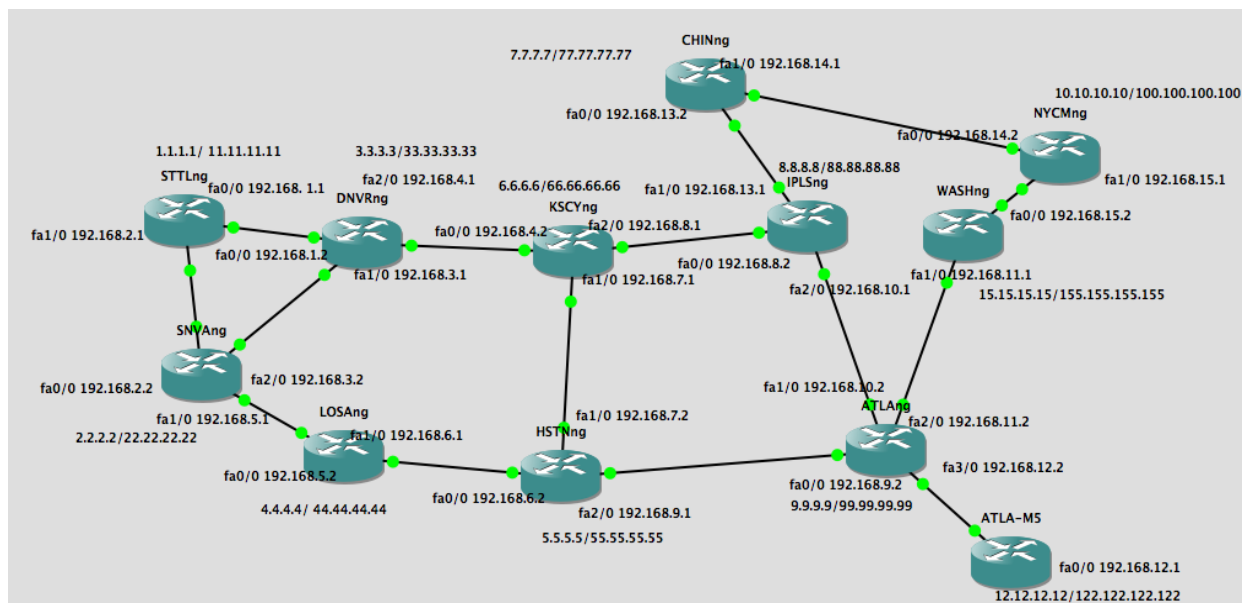 CHINng
7.7.7.7/77.77.77.77
fa1/0 192.168.14.1
10.10.10.10/100.100.100.100
NYCMng
fa0/0 192.168.13.2
fa0/0 192.168.14.2
1.1.1.1/ 11.11.11.11
3.3.3.3/33.33.33.33
8.8.8.8/88.88.88.88
STTLng
fa0/0 192.168. 1.1
fa2/0 192.168.4.1
6.6.6.6/66.66.66.66
fa1/0 192.168.13.1
IPLSng
WASHng
fa1/0 192.168.15.1
DNVRng
KSCYng
fa0/0 192.168.15.2
fa1/0 192.168.2.1
fa0/0 192.168.4.2
fa2/0 192.168.8.1
fa0/0 192.168.1.2
fa0/0 192.168.8.2
fa1/0 192.168.3.1
fa1/0 192.168.7.1
fa1/0 192.168.11.1
fa2/0 192.168.10.1
15.15.15.15/155.155.155.155
SNVAng
fa0/0 192.168.2.2
fa2/0 192.168.3.2
fa1/0 192.168.10.2
ATLAng
fa1/0 192.168.5.1
LOSAng
fa1/0 192.168.7.2
fa2/0 192.168.11.2
2.2.2.2/22.22.22.22
fa1/0 192.168.6.1
HSTNng
fa3/0 192.168.12.2
fa0/0 192.168.5.2
fa0/0 192.168.6.2
fa0/0 192.168.9.2
4.4.4.4/ 44.44.44.44
fa2/0 192.168.9.1
9.9.9.9/99.99.99.99
ATLA-M5
5.5.5.5/55.55.55.55
fa0/0 192.168.12.1
12.12.12.12/122.122.122.122